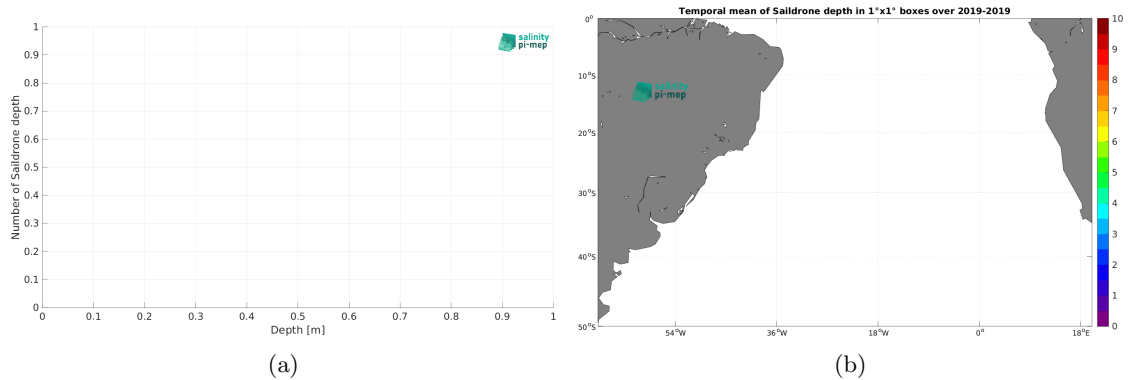 1
0.9
0.8
0.7
0.6
0.5
0.4
0.3
0.2
0.1
0
Number of Saildrone depth
0 0.1 0.2 0.3 0.4 0.5 0.6 0.7 0.8 0.9 1
Depth [m]
salinity
pi-mep
(a)
Temporal mean of Saildrone depth in 1°x1° boxes over 2019-2019
0°
10°S
20°S
30°S
40°S
50°S
54°W 36°W 18°W 0° 18°E
salinity
pi-mep
10
9
8
7
6
5
4
3
2
1
0
(b)